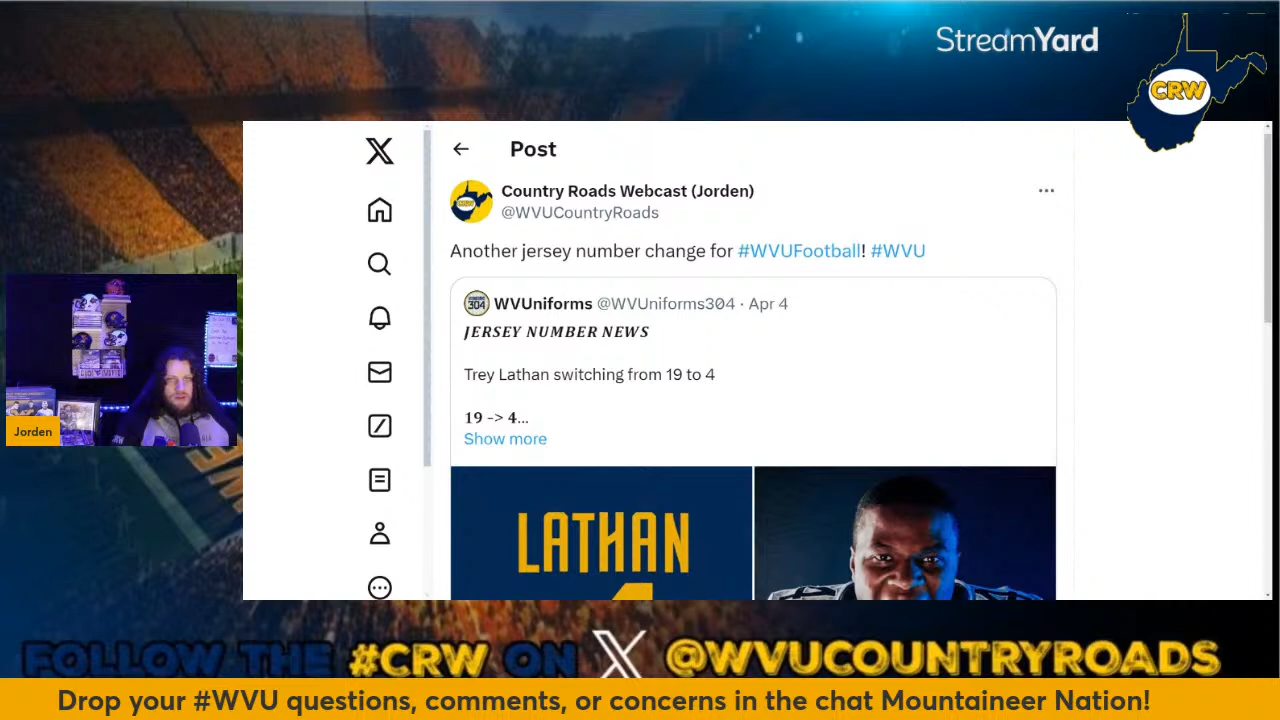 StreamYard
CRW
Post
Country Roads Webcast (Jorden)
@WVUCountryRoads
Another jersey number change for #WVUFootball! #WVU
304
WVUniforms @WVUniforms304 · Apr 4
JERSEY NUMBER NEWS
Trey Lathan switching from 19 to 4
19 -> 4...
Show more
LATHAN
Jorden
FOLLOW THE #CRW ON X @WVUCOUNTRYROADS
Drop your #WVU questions, comments, or concerns in the chat Mountaineer Nation!